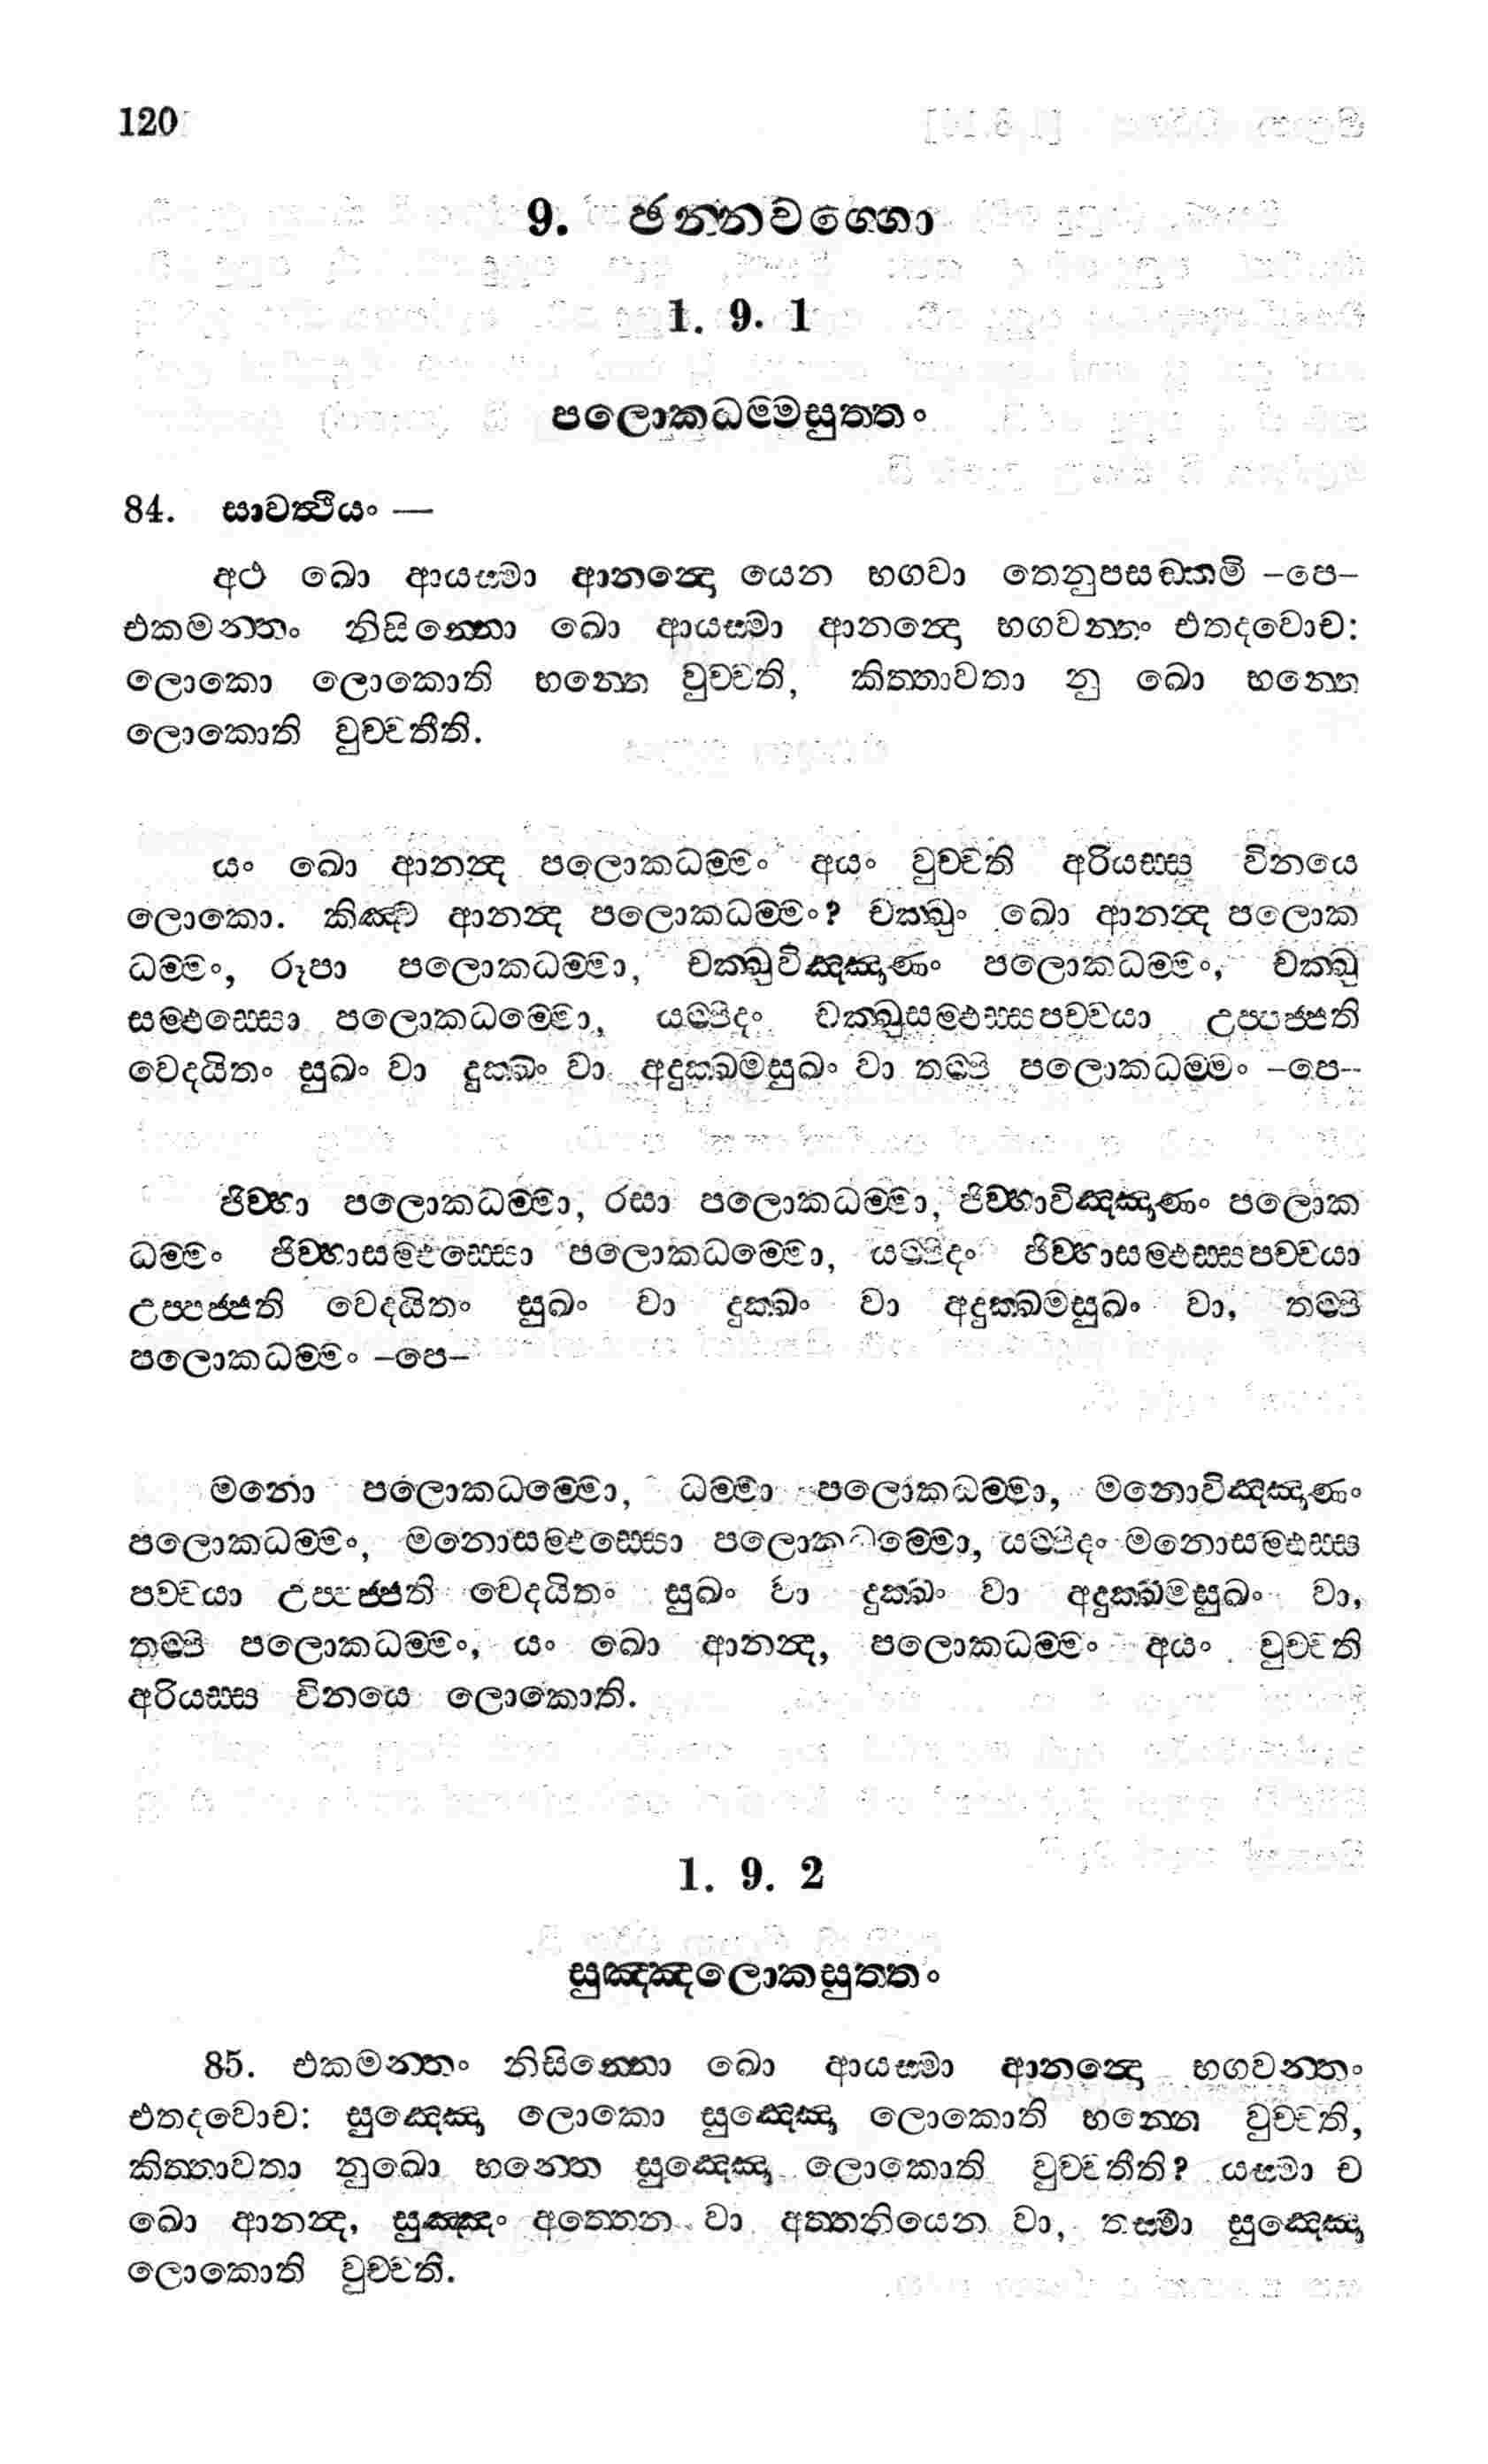 120
9. ඡන්නවග්ගො
1. 9. 1
පලොකධම්මසුත්තං
84. සාවත්ථියං —
අථ ඛො ආයස්මා ආනන්දො යෙන භගවා තෙනුපසඞ්කමි –පෙ–
එකමන්තං නිසින්නො ඛො ආයස්මා ආනන්දො භගවන්තං එතදවොච:
ලොකො ලොකොති භන්තෙ වුච්චති, කිත්තාවතා නු ඛො භන්තෙ
ලොකොති වුච්චතීති.
යං ඛො ආනන්ද පලොකධම්මං අයං වුච්චති අරියස්ස විනයෙ
ලොකො. කිඤ්ච ආනන්ද පලොකධම්මං? චක්ඛුං ඛො ආනන්ද පලොක
ධම්මං, රූපා පලොකධම්මා, චක්ඛුවිඤ්ඤාණං පලොකධම්මං, චක්ඛු
සම්ඵස්සො පලොකධම්මො, යම්පිදං චක්ඛුසම්ඵස්සපච්චයා උප්පජ්ජති
වෙදයිතං සුඛං වා දුක්ඛං වා අදුක්ඛමසුඛං වා තම්පි පලොකධම්මං –පෙ–
ජිව්හා පලොකධම්මා, රසා පලොකධම්මා, ජිව්හාවිඤ්ඤාණං පලොක
ධම්මං ජිව්හාසම්ඵස්සො පලොකධම්මො, යම්පිදං ජිව්හාසම්ඵස්සපච්චයා
උප්පජ්ජති වෙදයිතං සුඛං වා දුක්ඛං වා අදුක්ඛමසුඛං වා, තම්පි
පලොකධම්මං –පෙ–
මනො පලොකධම්මො, ධම්මා පලොකධම්මා, මනොවිඤ්ඤාණං
පලොකධම්මං, මනොසම්ඵස්සො පලොකධම්මො, යම්පිදං මනොසම්ඵස්ස
පච්චයා උප්පජ්ජති වෙදයිතං සුඛං වා දුක්ඛං වා අදුක්ඛමසුඛං වා,
තම්පි පලොකධම්මං, යං ඛො ආනන්ද, පලොකධම්මං අයං වුච්චති
අරියස්ස විනයෙ ලොකොති.
1. 9. 2
සුඤ්ඤලොකසුත්තං
85. එකමන්තං නිසින්නො ඛො ආයස්මා ආනන්දො භගවන්තං
එතදවොච: සුඤ්ඤො ලොකො සුඤ්ඤො ලොකොති භන්තෙ වුච්චති,
කිත්තාවතා නුඛො භන්තෙ සුඤ්ඤො ලොකොති වුච්චතීති? යස්මා ච
ඛො ආනන්ද, සුඤ්ඤං අත්තෙන වා අත්තනියෙන වා, තස්මා සුඤ්ඤො
ලොකොති වුච්චති.